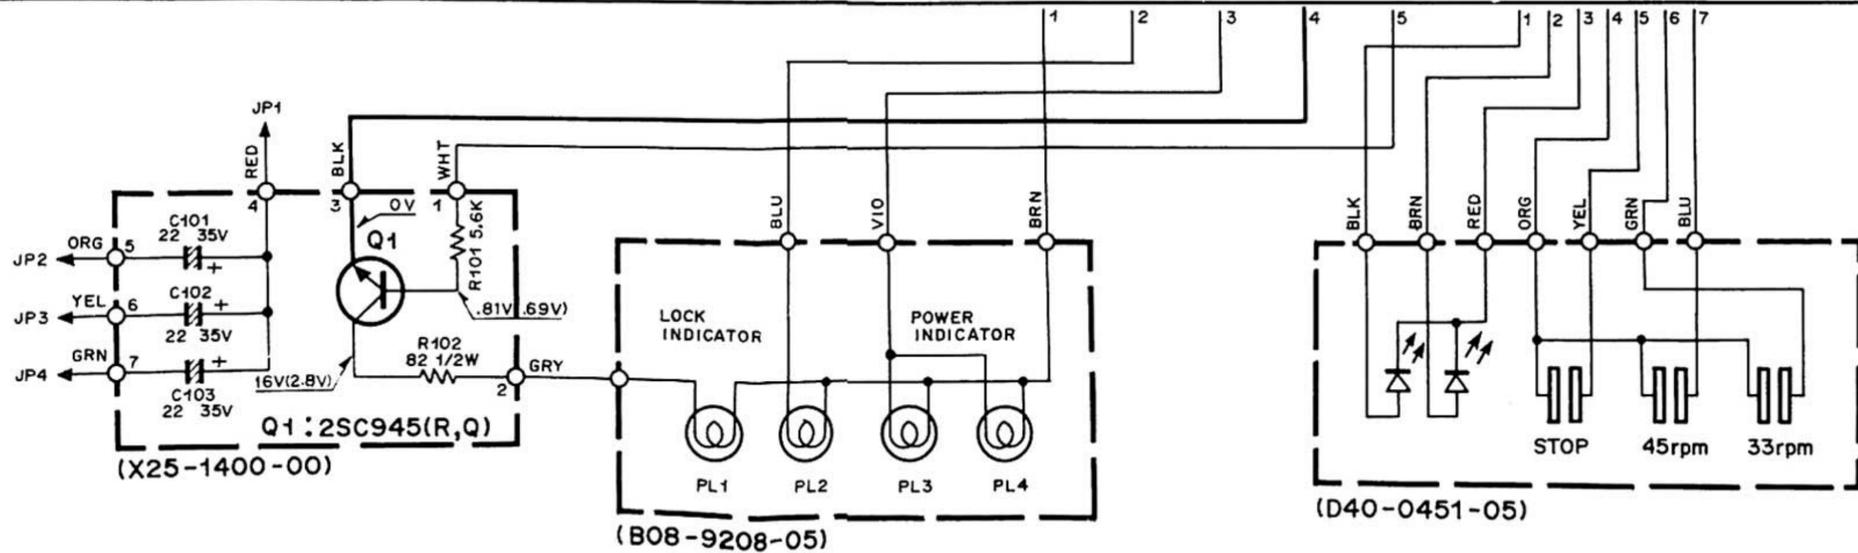 1
2
3
4
5
1
2
3
4
5
6
7
JP1
RED
BLK
WHT
4
3
1
0V
C101
22 35V
+
ORG
5
JP2
Q1
R101 5.6K
BLU
VIO
BRN
BLK
BRN
RED
ORG
YEL
GRN
BLU
C102
+
22 35V
YEL
6
JP3
.81V(.69V)
LOCK
INDICATOR
POWER
INDICATOR
R102
82 1/2W
GRN
7
JP4
+
C103
22 35V
16V(2.8V)
2
GRY
Q1:2SC945(R,Q)
(X25-1400-00)
PL1
PL2
PL3
PL4
(B08-9208-05)
STOP
45rpm
33rpm
(D40-0451-05)